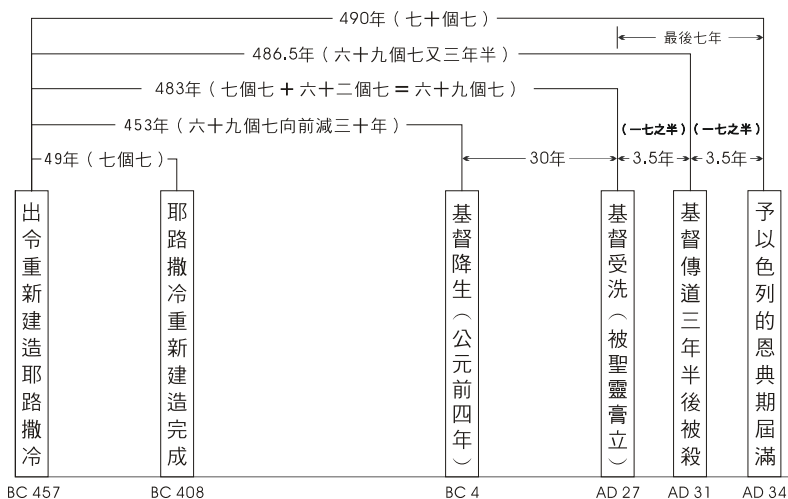 490年（七十個七）
最後七年
486.5年（六十九個七又三年半）
483年（七個七 + 六十二個七 = 六十九個七）
453年（六十九個七向前減三十年）
（一七之半）
（一七之半）
49年（七個七）
30年
3.5年
3.5年
出令重新建造耶路撒冷
耶路撒冷重新建造完成
基督降生（公元前四年）
基督受洗（被聖靈膏立）
基督傳道三年半後被殺
予以色列的恩典期屆滿
BC 457
BC 408
BC 4
AD 27
AD 31
AD 34